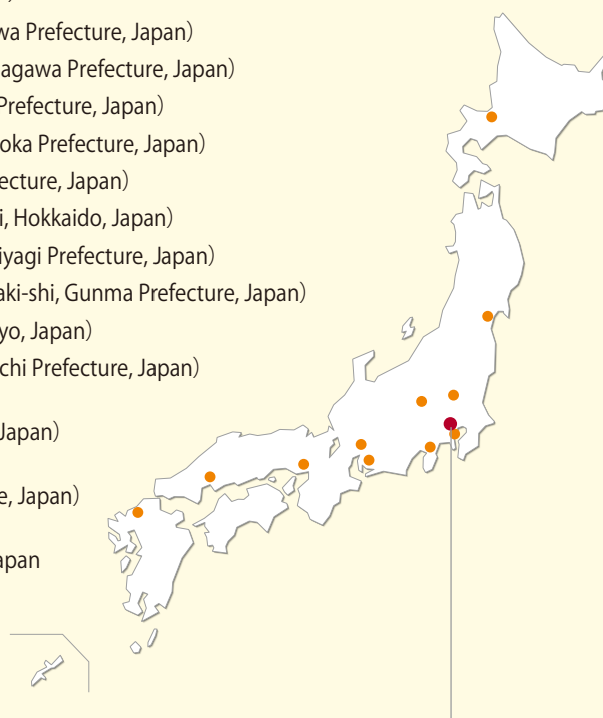 wa Prefecture, Japan）
agawa Prefecture, Japan）
Prefecture, Japan）
oka Prefecture, Japan）
ecture, Japan）
i, Hokkaido, Japan）
iyagi Prefecture, Japan）
aki-shi, Gunma Prefecture, Japan）
yo, Japan）
chi Prefecture, Japan）
Japan）
e, Japan）
apan